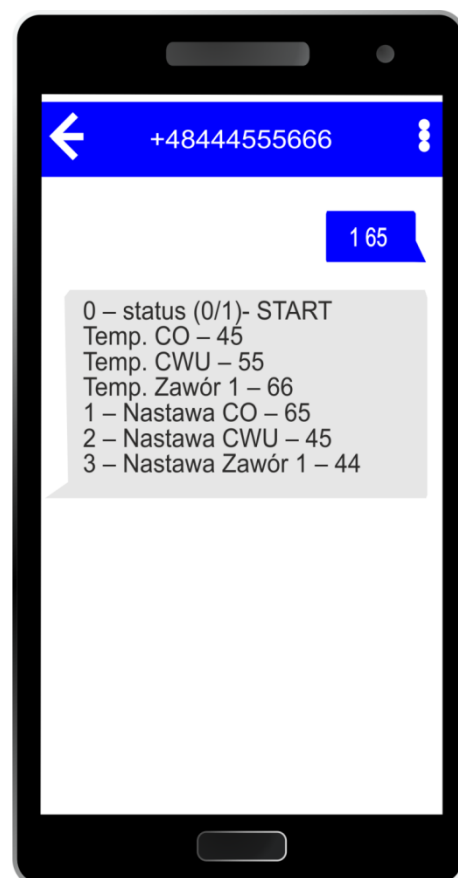 +48444555666
1 65
0 – status (0/1)- START
Temp. CO – 45
Temp. CWU – 55
Temp. Zawór 1 – 66
1 – Nastawa CO – 65
2 – Nastawa CWU – 45
3 – Nastawa Zawór 1 – 44